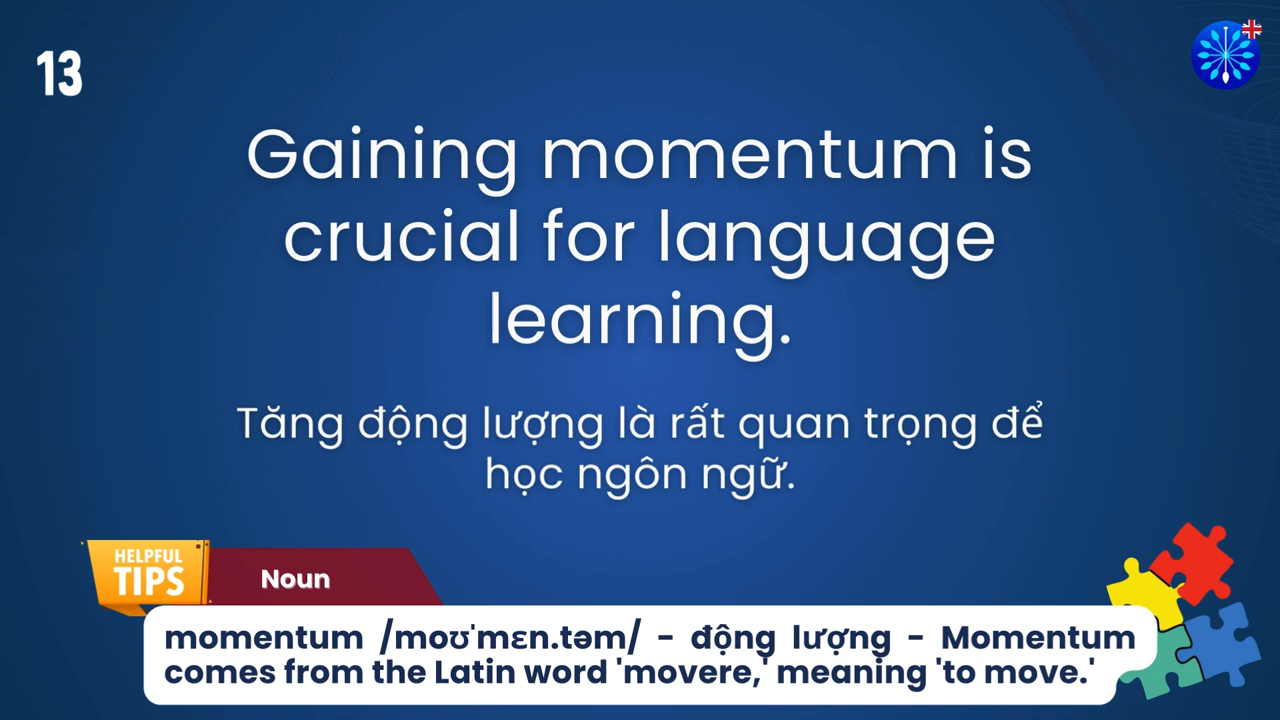 13
Gaining momentum is
crucial for language
learning.
Tăng động lượng là rất quan trọng để
học ngôn ngữ.
HELPFUL
TIPS
Noun
momentum /moʊˈmɛn.təm/ - động lượng - Momentum
comes from the Latin word 'movere,' meaning 'to move.'